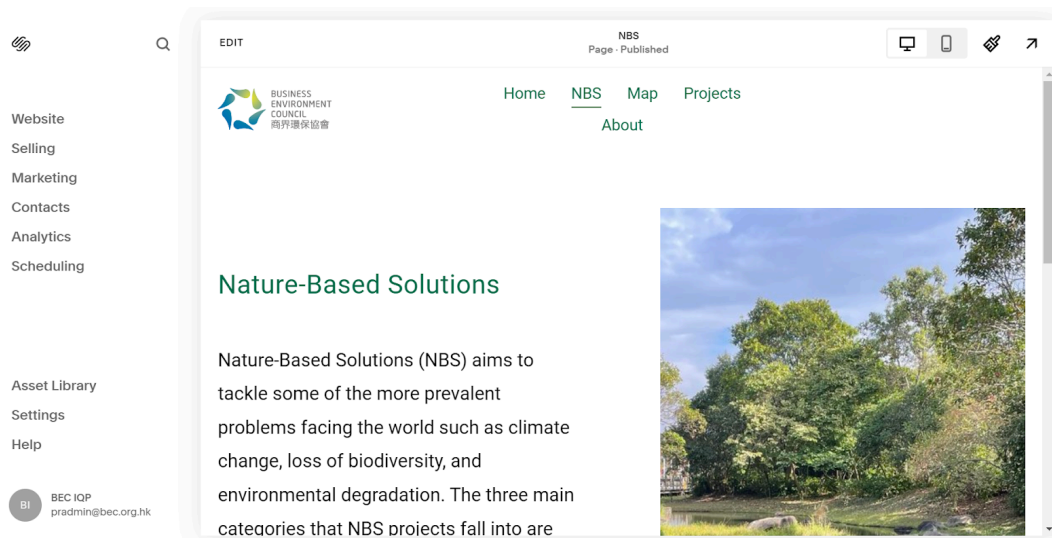 EDIT
NBS
Page · Published
Website
Selling
Marketing
Contacts
Analytics
Scheduling
Asset Library
Settings
Help
BI
BEC IQP
pradmin@bec.org.hk
BUSINESS
ENVIRONMENT
COUNCIL
商界環保協會
Home NBS Map Projects
About
Nature-Based Solutions
Nature-Based Solutions (NBS) aims to
tackle some of the more prevalent
problems facing the world such as climate
change, loss of biodiversity, and
environmental degradation. The three main
categories that NBS projects fall into are